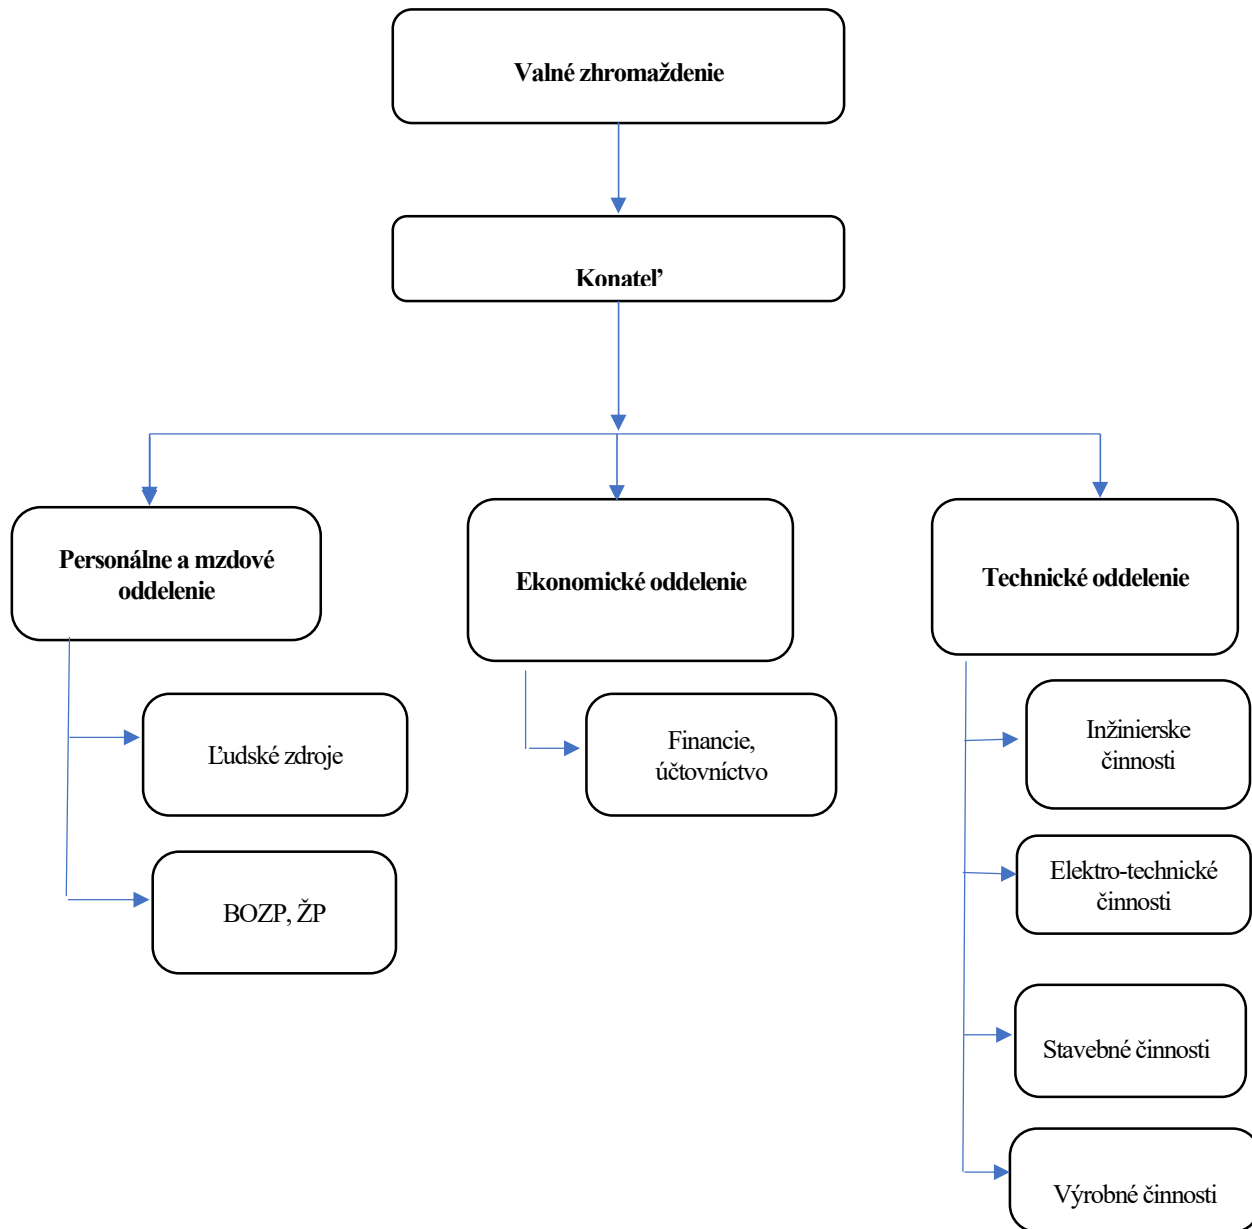 Valné zhromaždenie
Konateľ
Personálne a mzdové
oddelenie
Ekonomické oddelenie
Technické oddelenie
Ľudské zdroje
BOZP, ŽP
Financie,
účtovníctvo
Inžinierske
činnosti
Elektro-technické
činnosti
Stavebné činnosti
Výrobné činnosti